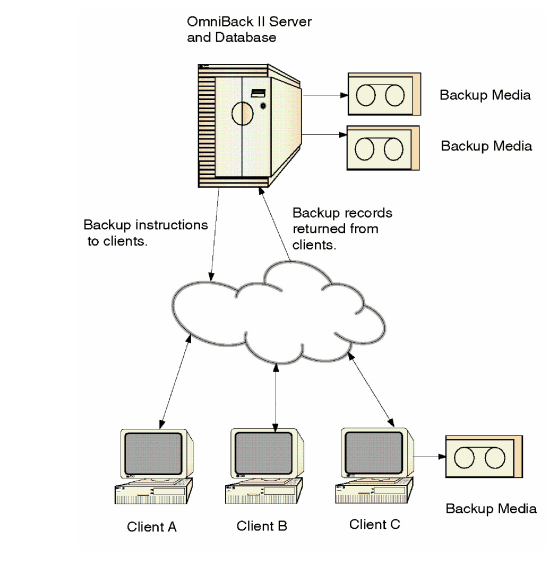 OmniBack II Server
and Database
Backup Media
Backup Media
Backup instructions
to clients.
Backup records
returned from
clients.
Client A
Client B
Client C
Backup Media